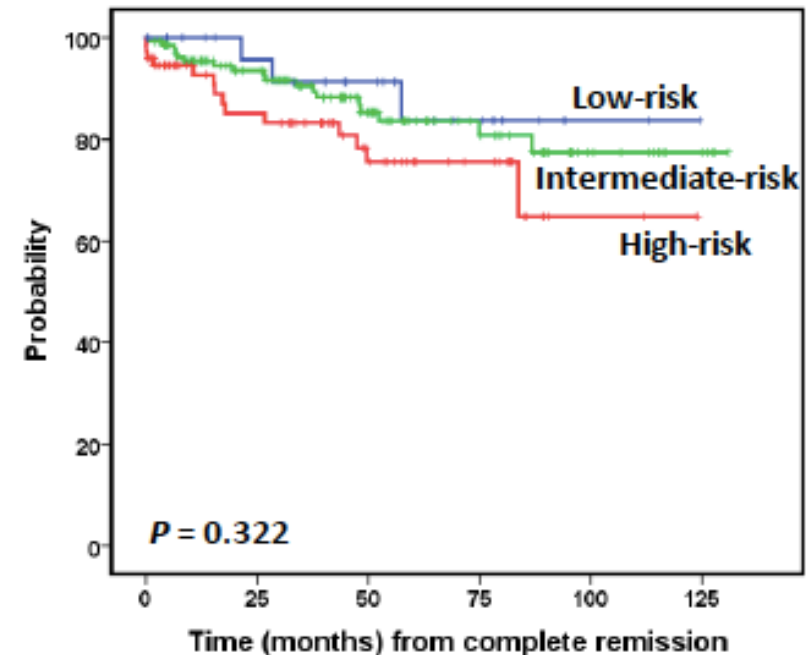 Probability
100
80
60
40
20
0
Low-risk
Intermediate-risk
High-risk
P = 0.322
0 25 50 75 100 125
Time (months) from complete remission